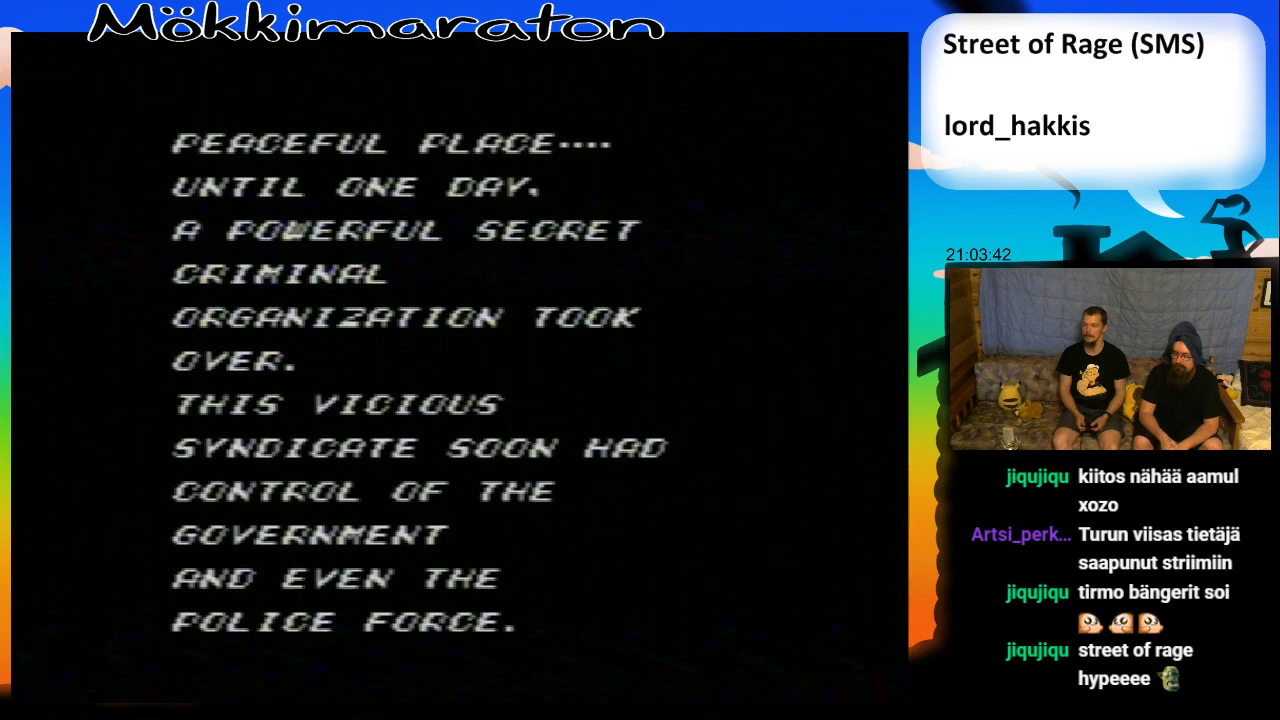 Mökkimaraton
PEACEFUL PLACE····
UNTIL ONE DAY.
A POWERFUL SECRET
CRIMINAL
ORGANIZATION TOOK
OVER.
THIS VICIOUS
SYNDICATE SOON HAD
CONTROL OF THE
GOVERNMENT
AND EVEN THE
POLICE FORCE.
Street of Rage (SMS)
lord_hakkis
21:03:42
jiqujiqu kiitos nähää aamul
xozo
Artsi_perk... Turun viisas tietäjä
saapunut striimiin
jiqujiqu tirmo bängerit soi
jiqujiqu street of rage
hypeeee